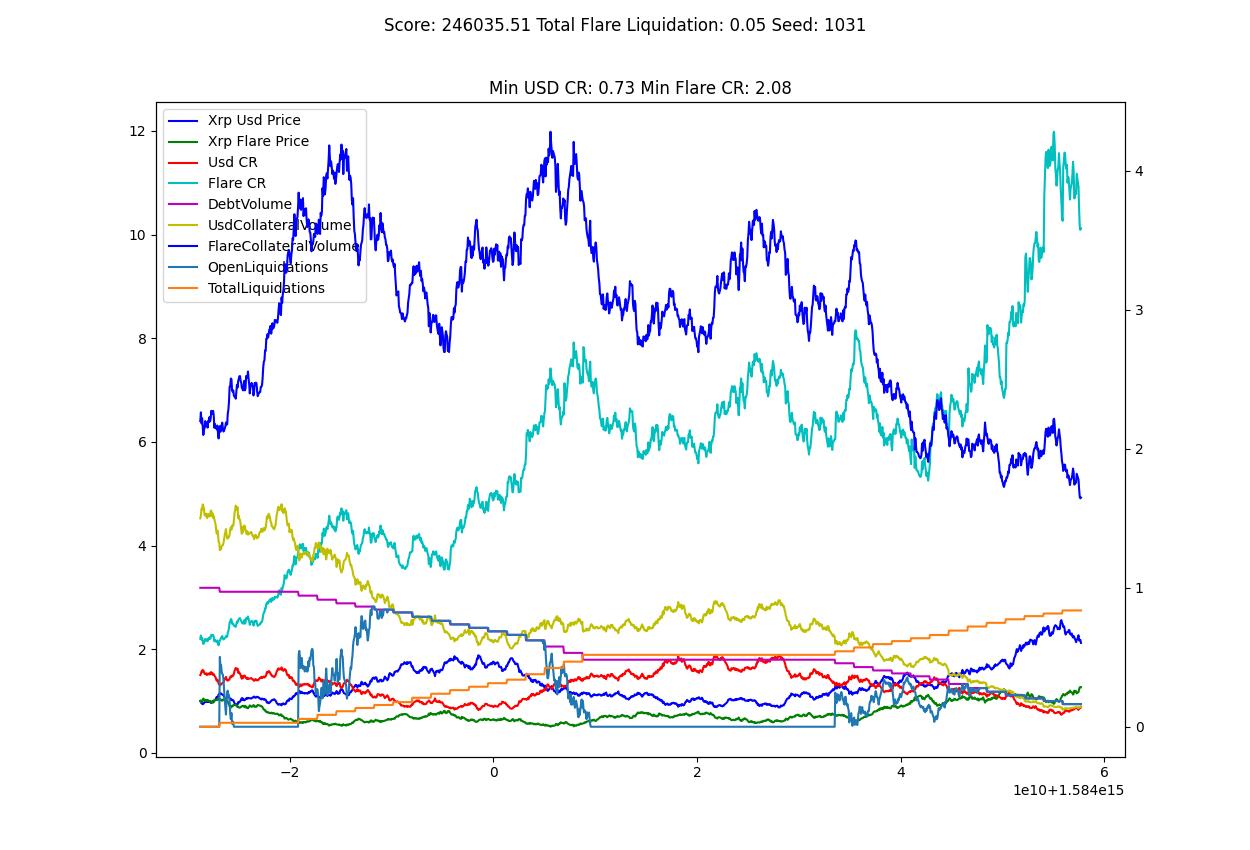 Score: 246035.51 Total Flare Liquidation: 0.05 Seed: 1031
Min USD CR: 0.73 Min Flare CR: 2.08
Xrp Usd Price
Xrp Flare Price
Usd CR
Flare CR
DebtVolume
UsdCollateralVolume
FlareCollateralVolume
OpenLiquidations
TotalLiquidations
12
10
8
6
4
2
0
4
3
2
1
0
−2
0
2
4
6
1e10+1.584e15